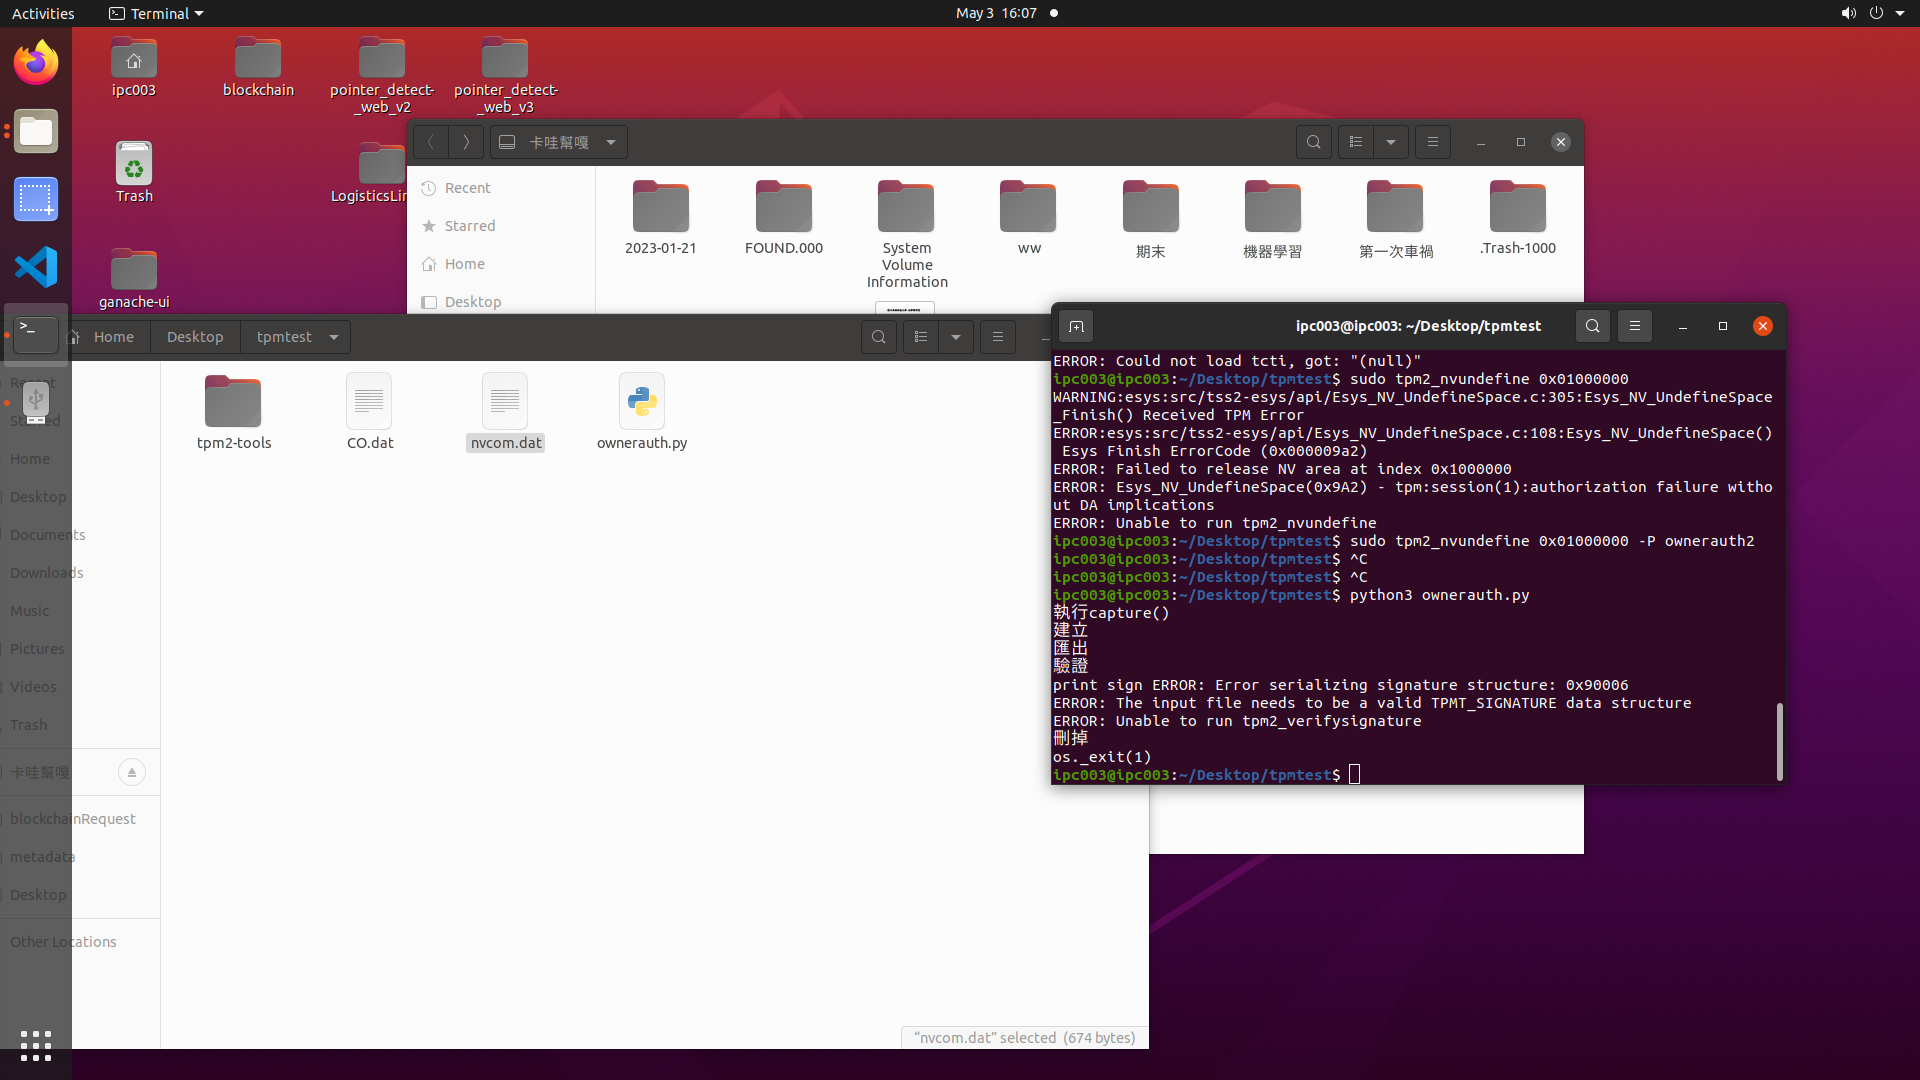 Activities
Terminal
May 3 16:07
ipc003
blockchain
pointer_detect-
_web_v2
pointer_detect-
_web_v3
Trash
ganache-ui
卡哇幫嘎
Recent
Starred
Home
Desktop
2023-01-21
FOUND.000
System
Volume
Information
ww
期末
機器學習
第一次車禍
.Trash-1000
Home
Desktop
tpmtest
Recent
Starred
Home
Desktop
Documents
Downloads
Music
Pictures
Videos
Trash
卡哇幫嘎
blockchainRequest
metadata
Desktop
Other Locations
tpm2-tools
CO.dat
nvcom.dat
ownerauth.py
“nvcom.dat” selected (674 bytes)
ipc003@ipc003: ~/Desktop/tpmtest
ERROR: Could not load tcti, got: "(null)"
ipc003@ipc003:~/Desktop/tpmtest$ sudo tpm2_nvundefine 0x01000000
WARNING:esys:src/tss2-esys/api/Esys_NV_UndefineSpace.c:305:Esys_NV_UndefineSpace
_Finish() Received TPM Error
ERROR:esys:src/tss2-esys/api/Esys_NV_UndefineSpace.c:108:Esys_NV_UndefineSpace()
Esys Finish ErrorCode (0x000009a2)
ERROR: Failed to release NV area at index 0x1000000
ERROR: Esys_NV_UndefineSpace(0x9A2) - tpm:session(1):authorization failure witho
ut DA implications
ERROR: Unable to run tpm2_nvundefine
ipc003@ipc003:~/Desktop/tpmtest$ sudo tpm2_nvundefine 0x01000000 -P ownerauth2
ipc003@ipc003:~/Desktop/tpmtest$ ^C
ipc003@ipc003:~/Desktop/tpmtest$ ^C
ipc003@ipc003:~/Desktop/tpmtest$ python3 ownerauth.py
執行capture()
建立
匯出
驗證
print sign ERROR: Error serializing signature structure: 0x90006
ERROR: The input file needs to be a valid TPMT_SIGNATURE data structure
ERROR: Unable to run tpm2_verifysignature
刪掉
os._exit(1)
ipc003@ipc003:~/Desktop/tpmtest$